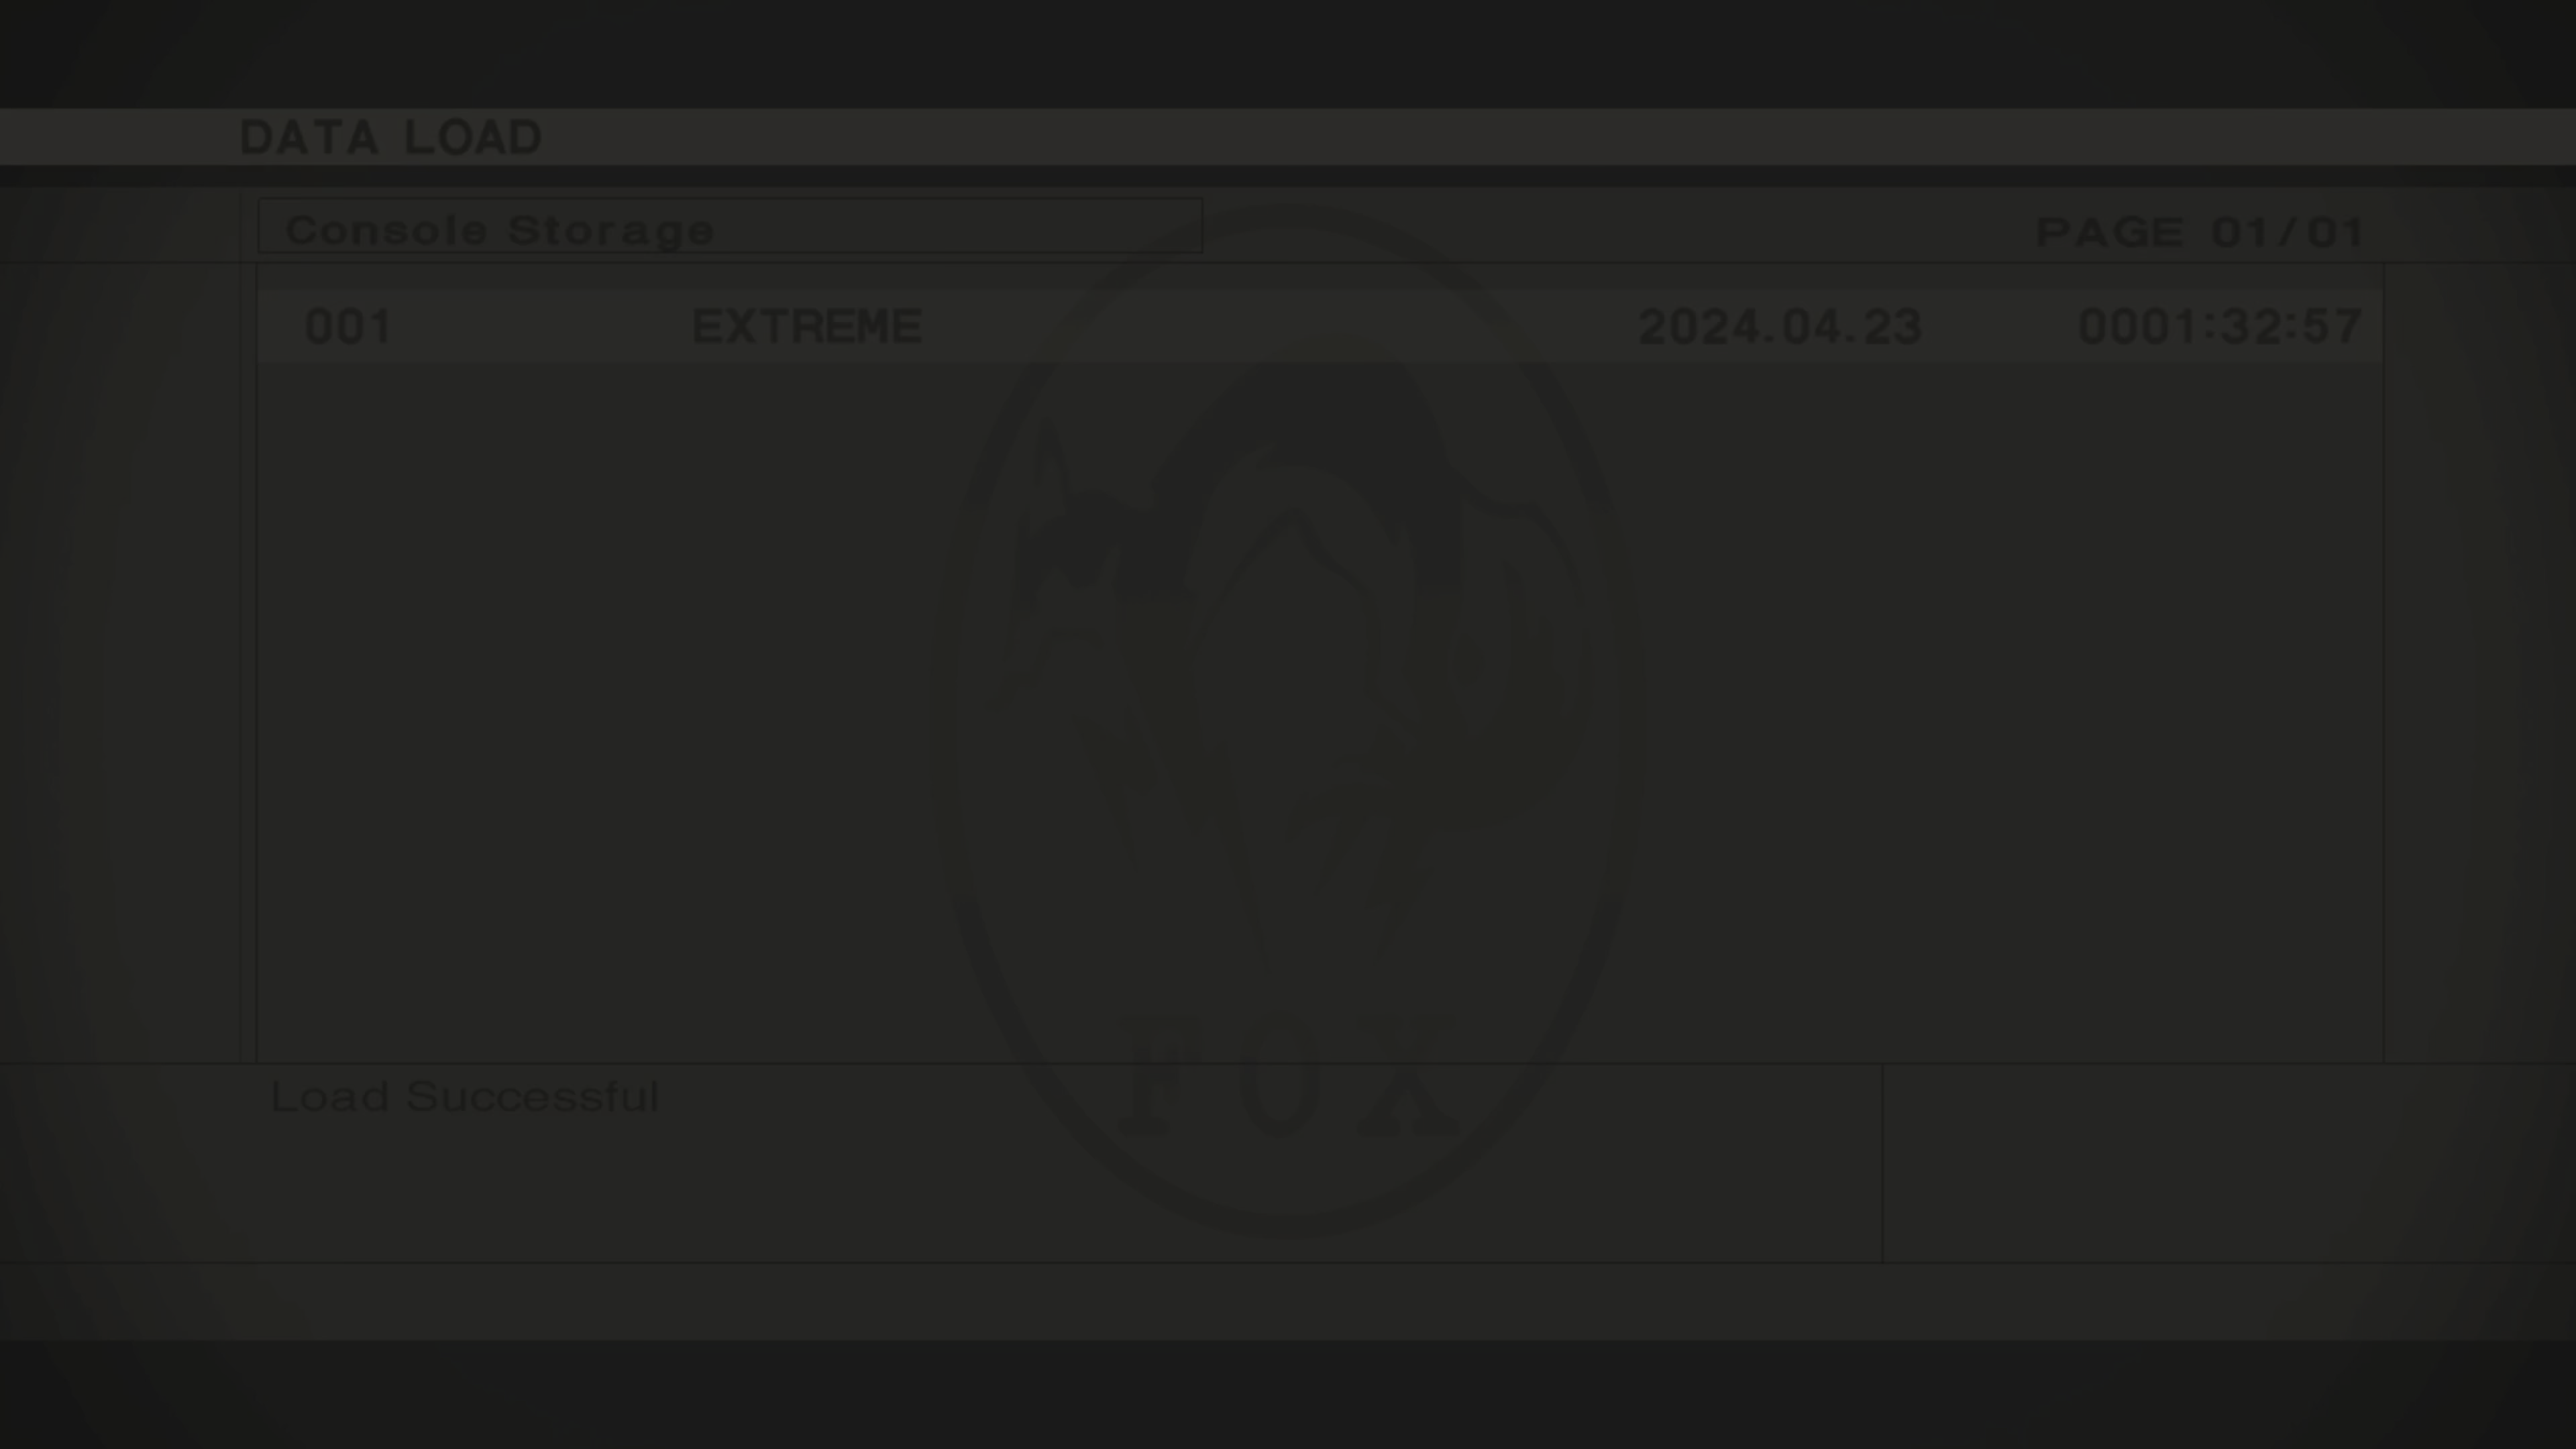 DATA LOAD
Console Storage PAGE 01/01
001 EXTREME 2024.04.23 0001:32:57
FOX
Load Successful